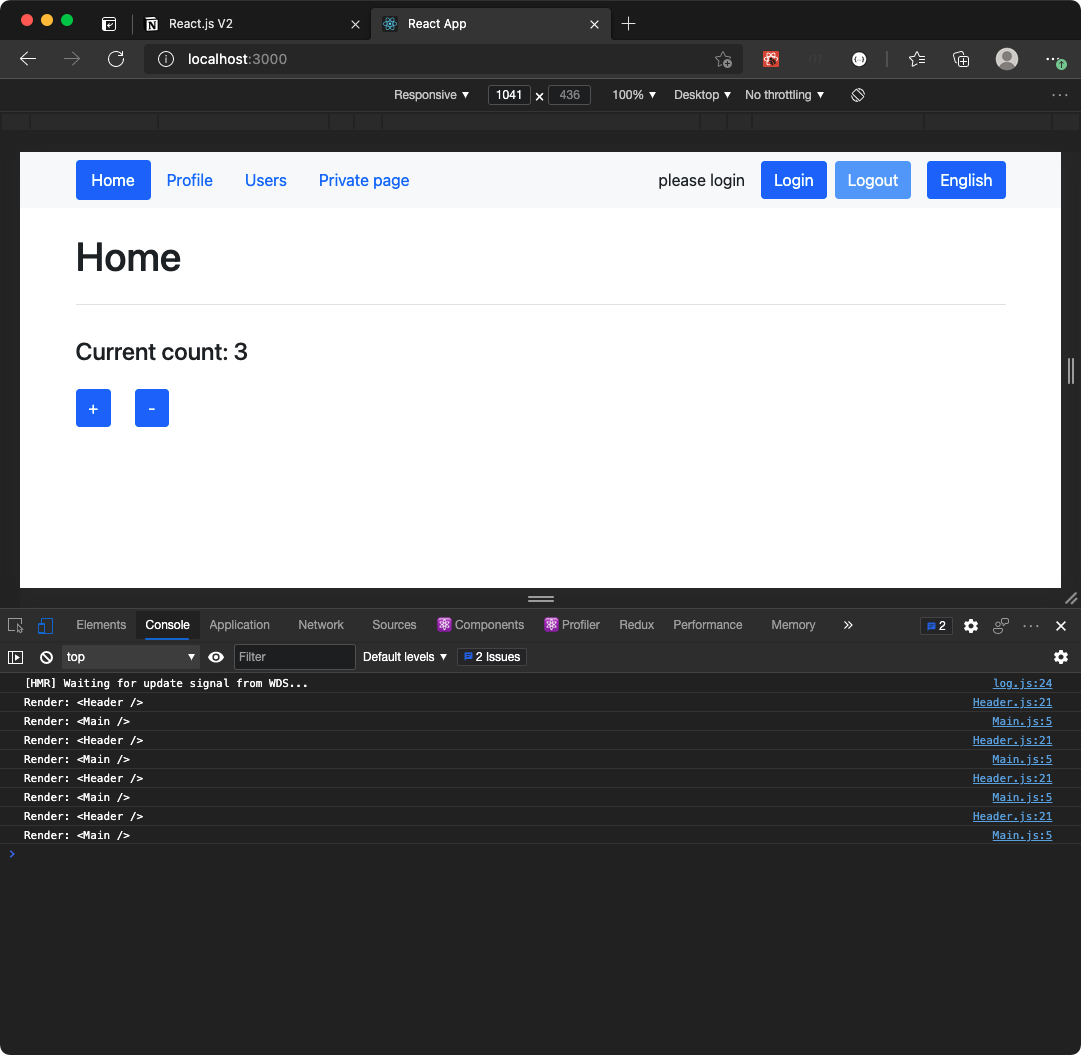 React.js V2
React App
localhost:3000
Responsive ▼ 1041 × 436 100% ▼ Desktop ▼ No throttling ▼
Home Profile Users Private page please login Login Logout English
Home
Current count: 3
+ -
Elements Console Application Network Sources Components Profiler Redux Performance Memory » 2
top ▼ Filter Default levels ▼ 2 Issues
[HMR] Waiting for update signal from WDS... log.js:24
Render: <Header /> Header.js:21
Render: <Main /> Main.js:5
Render: <Header /> Header.js:21
Render: <Main /> Main.js:5
Render: <Header /> Header.js:21
Render: <Main /> Main.js:5
Render: <Header /> Header.js:21
Render: <Main /> Main.js:5